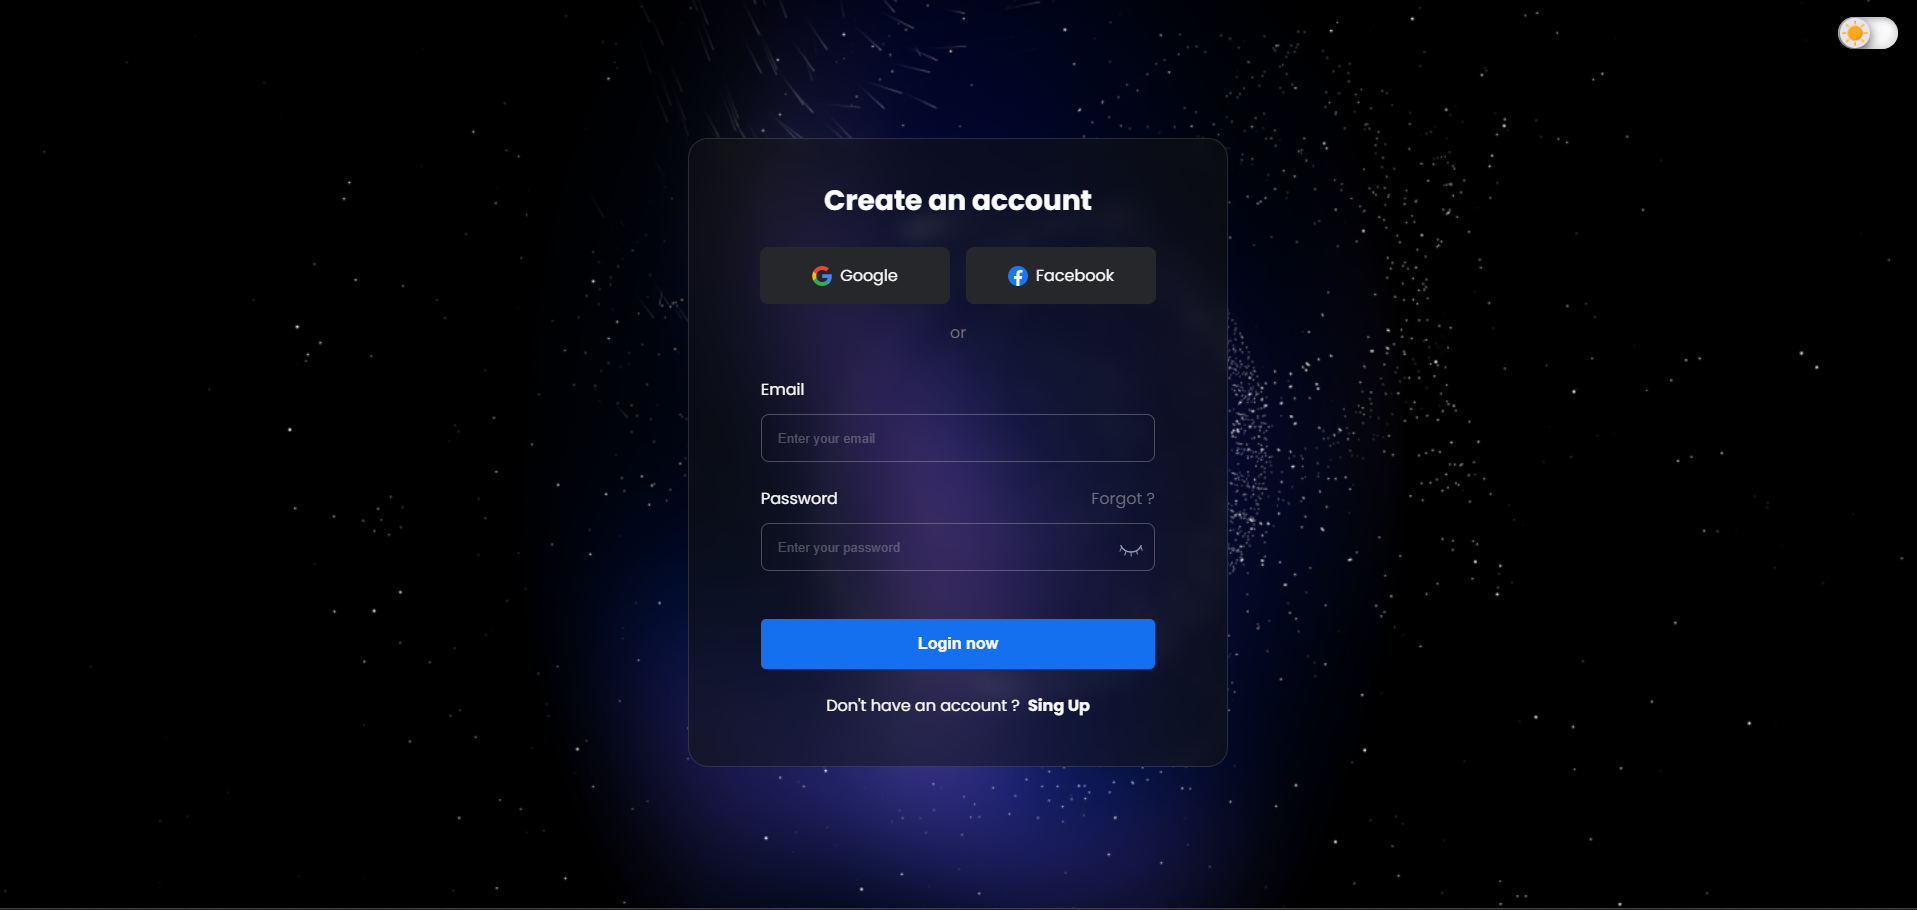 Create an account
Google Facebook
or
Email
Enter your email
Password Forgot ?
Enter your password
Login now
Don't have an account ? Sing Up